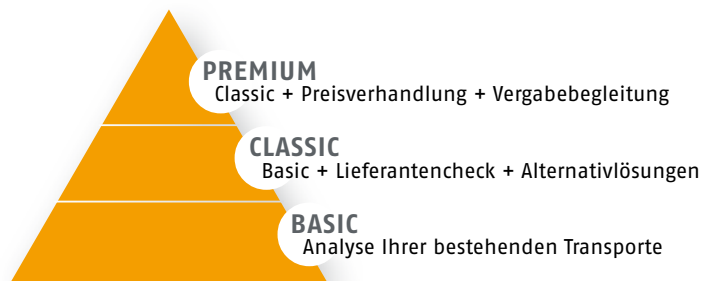 PREMIUM
Classic + Preisverhandlung + Vergabebegleitung
CLASSIC
Basic + Lieferantencheck + Alternativlösungen
BASIC
Analyse Ihrer bestehenden Transporte